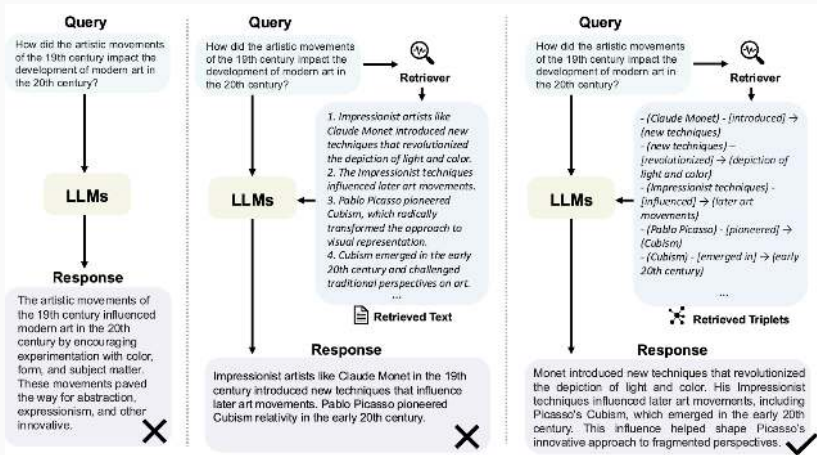 Query
How did the artistic movements
of the 19th century impact the
development of modern art in
the 20th century?
LLMs
Response
The artistic movements of
the 19th century influenced
modern art in the 20th
century by encouraging
experimentation with color,
form, and subject matter.
These movements paved
the way for abstraction,
expressionism, and other
innovative.
Query
How did the artistic movements
of the 19th century impact the
development of modern art in
the 20th century?
Retriever
1. Impressionist artists like
Claude Monet introduced new
techniques that revolutionized
the depiction of light and color.
2. The Impressionist techniques
influenced later art movements.
3. Pablo Picasso pioneered
Cubism, which radically
transformed the approach to
visual representation.
4. Cubism emerged in the early
20th century and challenged
traditional perspectives on art.
...
Retrieved Text
LLMs
Response
Impressionist artists like Claude Monet in the 19th
century introduced new techniques that influence
later art movements. Pablo Picasso pioneered
Cubism relativity in the early 20th century.
Query
How did the artistic movements
of the 19th century impact the
development of modern art in
the 20th century?
Retriever
- (Claude Monet) - [introduced] →
(new techniques)
- (new techniques) –
[revolutionized] → (depiction of
light and color)
- (Impressionist techniques) -
[influenced] → (later art
movements)
- (Pablo Picasso) - [pioneered] →
(Cubism)
- (Cubism) - [emerged in] → (early
20th century)
...
Retrieved Triplets
LLMs
Response
Monet introduced new techniques that revolutionized
the depiction of light and color. His Impressionist
techniques influenced later art movements, including
Picasso's Cubism, which emerged in the early 20th
century. This influence helped shape Picasso's
innovative approach to fragmented perspectives.